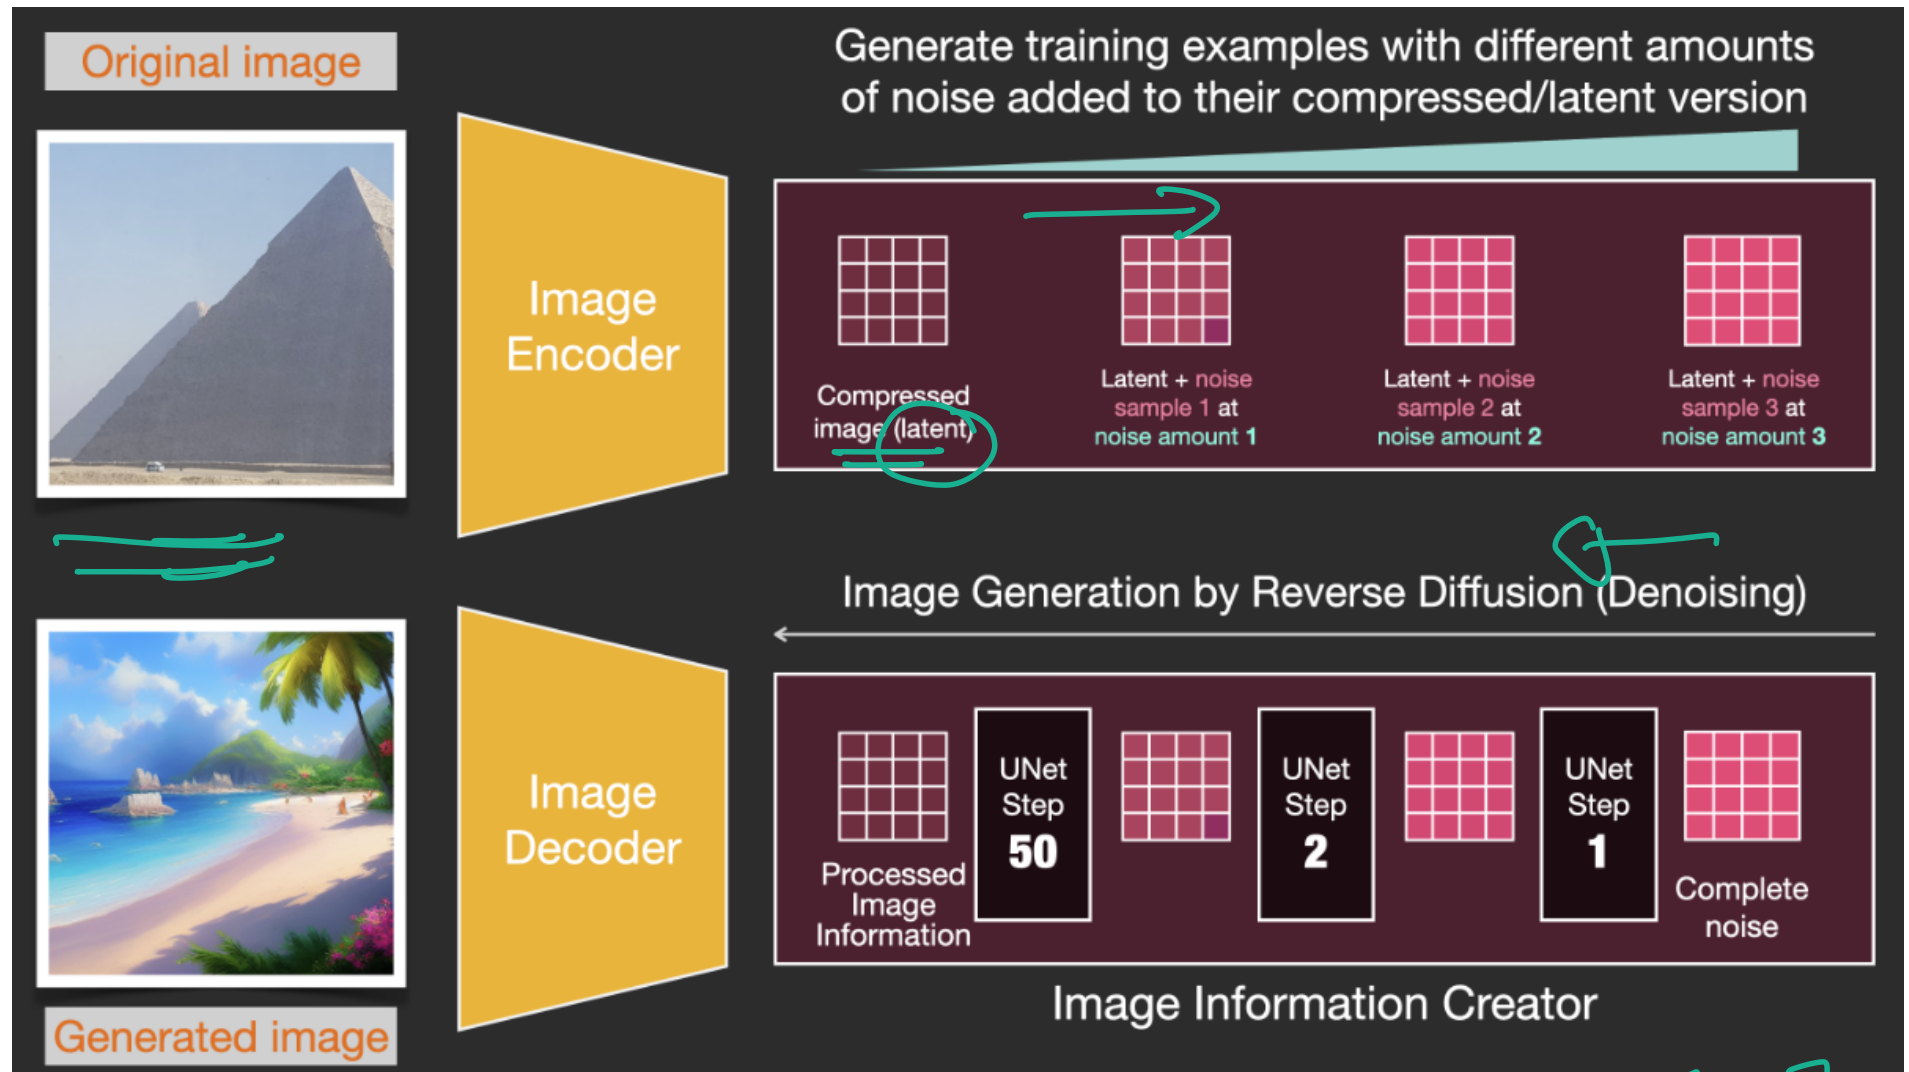 Original image
Generate training examples with different amounts
of noise added to their compressed/latent version
Image
Encoder
Compressed
image (latent)
Latent + noise
sample 1 at
noise amount 1
Latent + noise
sample 2 at
noise amount 2
Latent + noise
sample 3 at
noise amount 3
Image Generation by Reverse Diffusion (Denoising)
Image
Decoder
Processed
Image
Information
UNet
Step
50
UNet
Step
2
UNet
Step
1
Complete
noise
Image Information Creator
Generated image